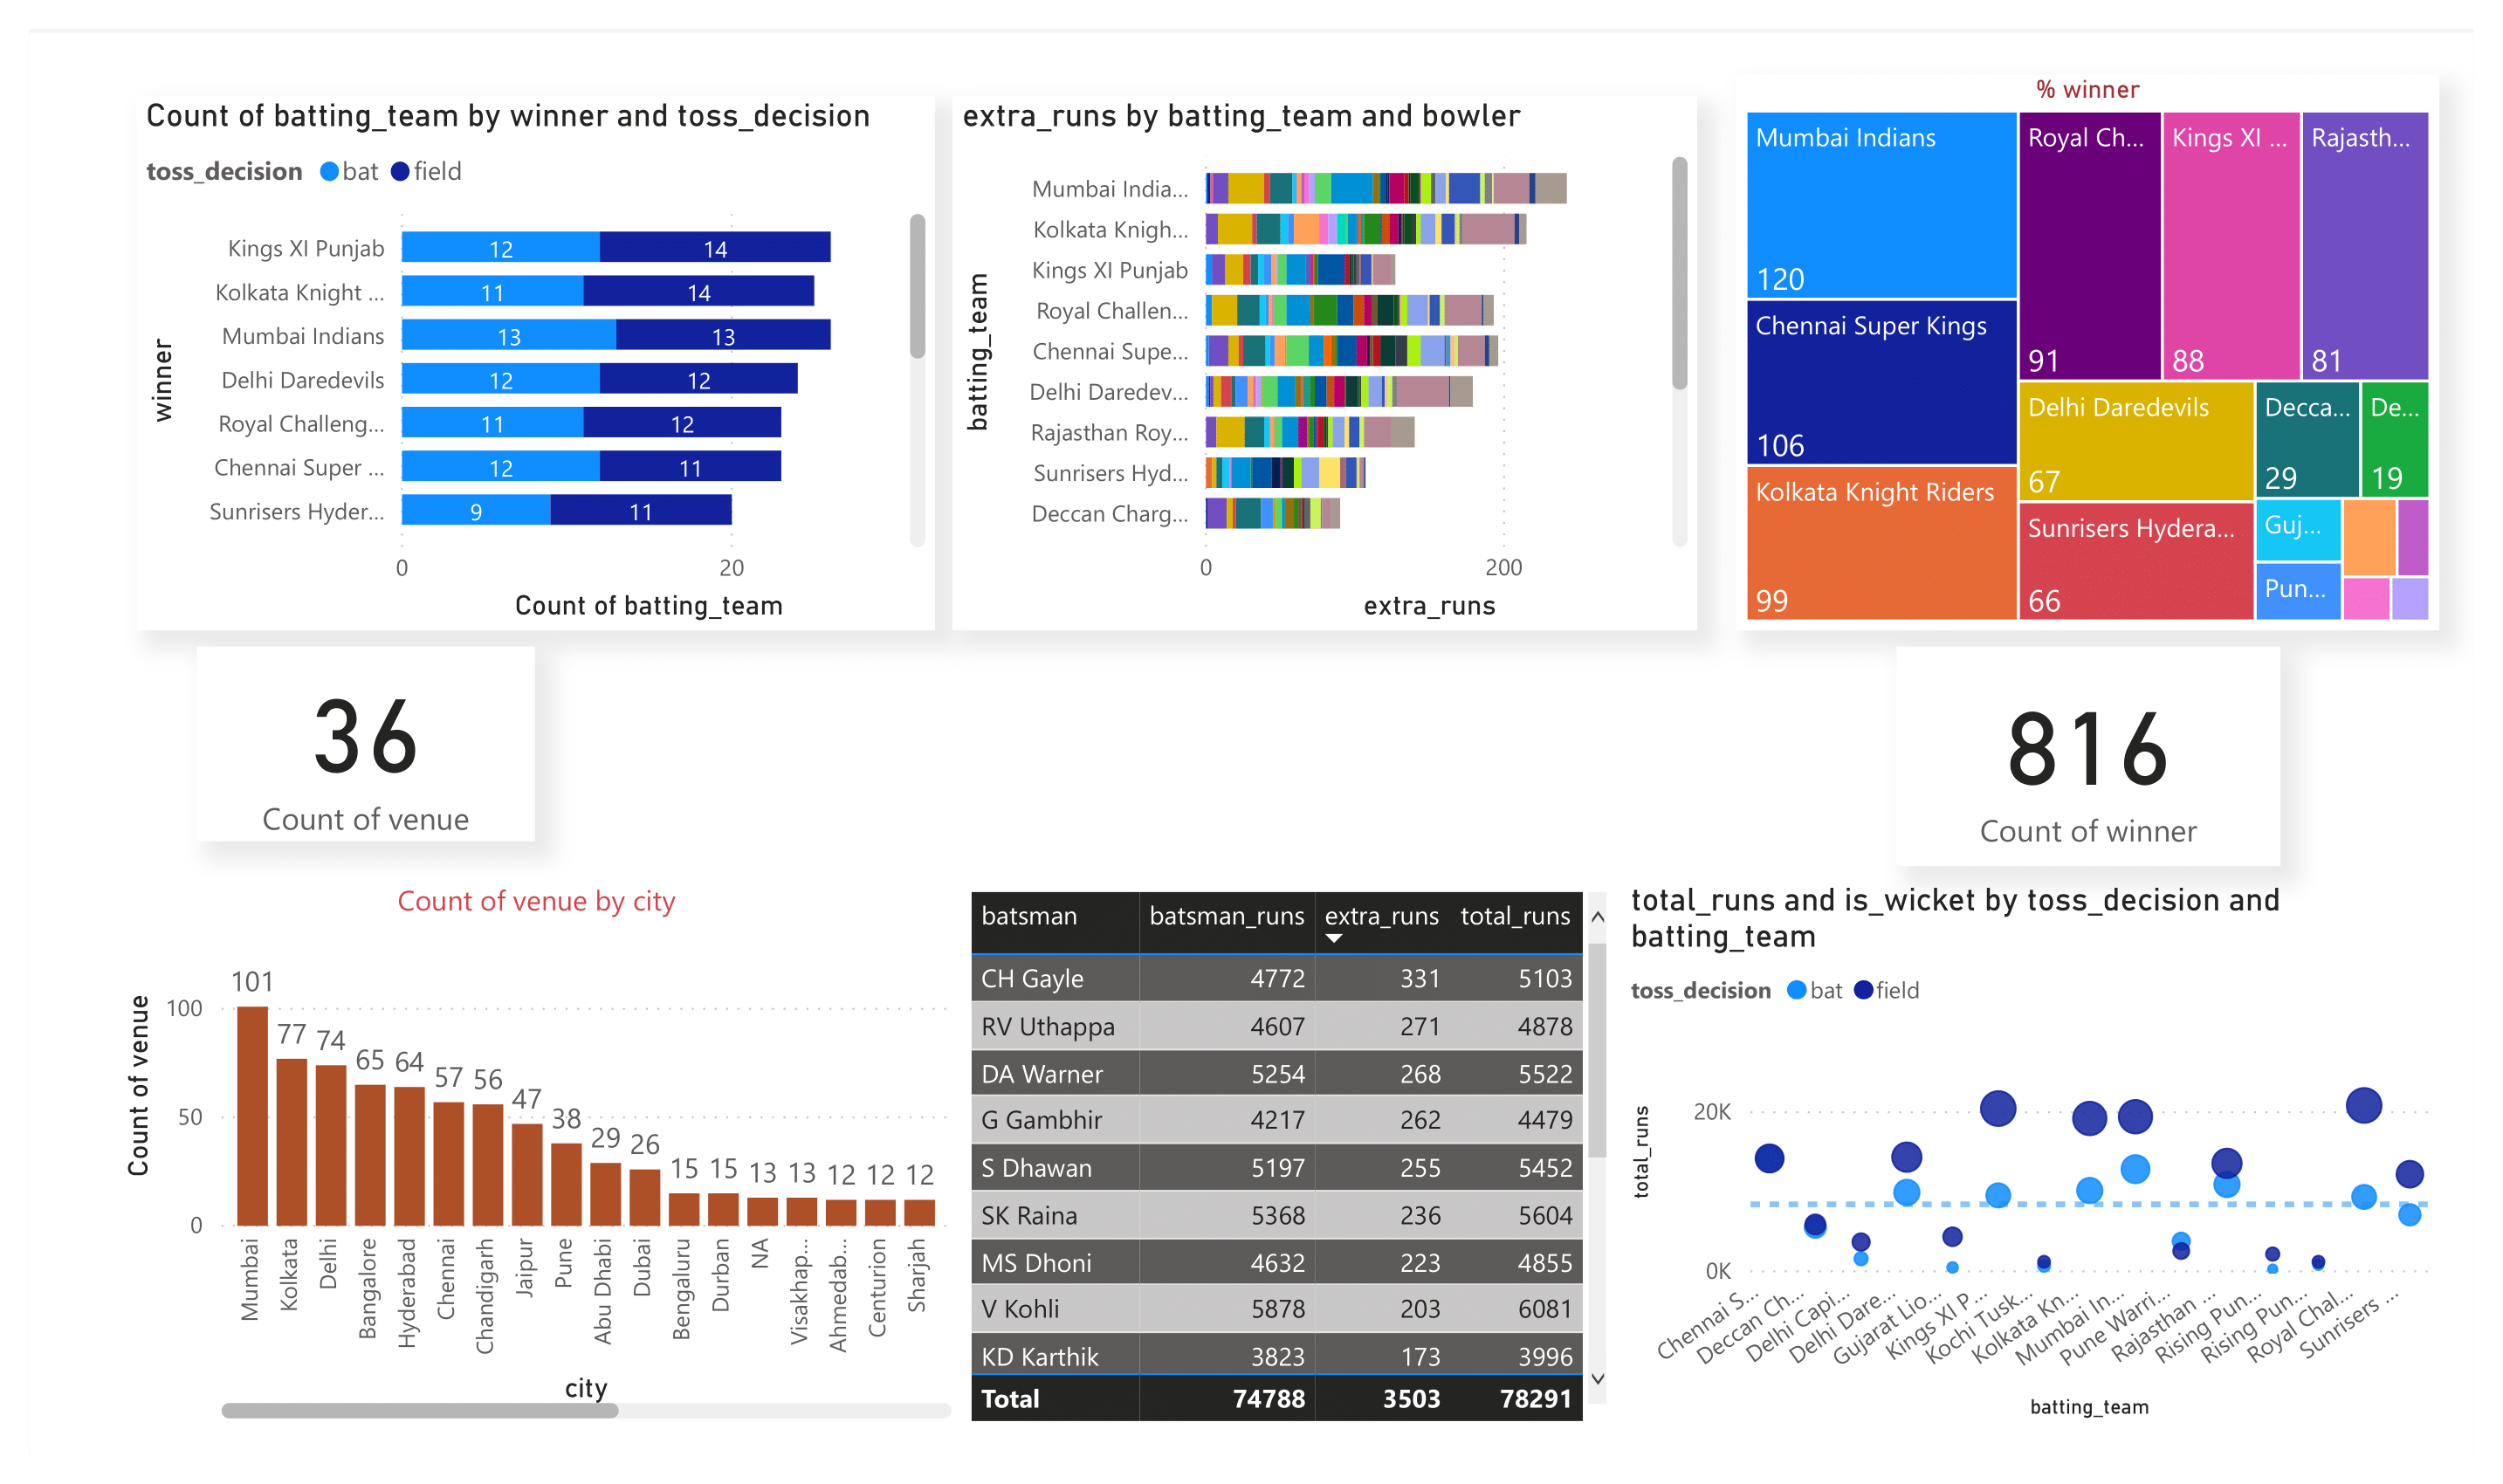 Count of batting_team by winner and toss_decision
toss_decision bat field
winner
Kings XI Punjab 12 14
Kolkata Knight ... 11 14
Mumbai Indians 13 13
Delhi Daredevils 12 12
Royal Challeng... 11 12
Chennai Super ... 12 11
Sunrisers Hyder... 9 11
0 20
Count of batting_team
extra_runs by batting_team and bowler
batting_team
Mumbai India...
Kolkata Knigh...
Kings XI Punjab
Royal Challen...
Chennai Supe...
Delhi Daredev...
Rajasthan Roy...
Sunrisers Hyd...
Deccan Charg...
0 200
extra_runs
% winner
Mumbai Indians
120
Chennai Super Kings
106
Kolkata Knight Riders
99
Royal Ch...
91
Kings XI ...
88
Rajasth...
81
Delhi Daredevils
67
Sunrisers Hydera...
66
Decca...
29
De...
19
Guj...
Pun...
36
Count of venue
816
Count of winner
Count of venue by city
Count of venue
100
50
0
101 77 74 65 64 57 56 47 38 29 26 15 15 13 13 12 12 12
Mumbai
Kolkata
Delhi
Bangalore
Hyderabad
Chennai
Chandigarh
Jaipur
Pune
Abu Dhabi
Dubai
Bengaluru
Durban
NA
Visakhap...
Ahmedab...
Centurion
Sharjah
city
batsman batsman_runs extra_runs total_runs
CH Gayle 4772 331 5103
RV Uthappa 4607 271 4878
DA Warner 5254 268 5522
G Gambhir 4217 262 4479
S Dhawan 5197 255 5452
SK Raina 5368 236 5604
MS Dhoni 4632 223 4855
V Kohli 5878 203 6081
KD Karthik 3823 173 3996
Total 74788 3503 78291
total_runs and is_wicket by toss_decision and
batting_team
toss_decision bat field
total_runs
20K
0K
Chennai S...
Deccan Ch...
Delhi Capi...
Delhi Dare...
Gujarat Lio...
Kings XI P...
Kochi Tusk...
Kolkata Kn...
Mumbai In...
Pune Warri...
Rajasthan ...
Rising Pun...
Rising Pun...
Royal Chal...
Sunrisers ...
batting_team